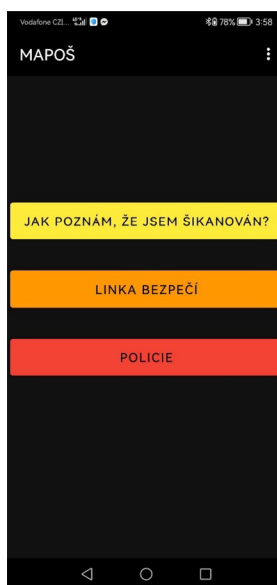 Vodafone CZ|... 78% 3:58
MAPOŠ
JAK POZNÁM, ŽE JSEM ŠIKANOVÁN?
LINKA BEZPEČÍ
POLICIE